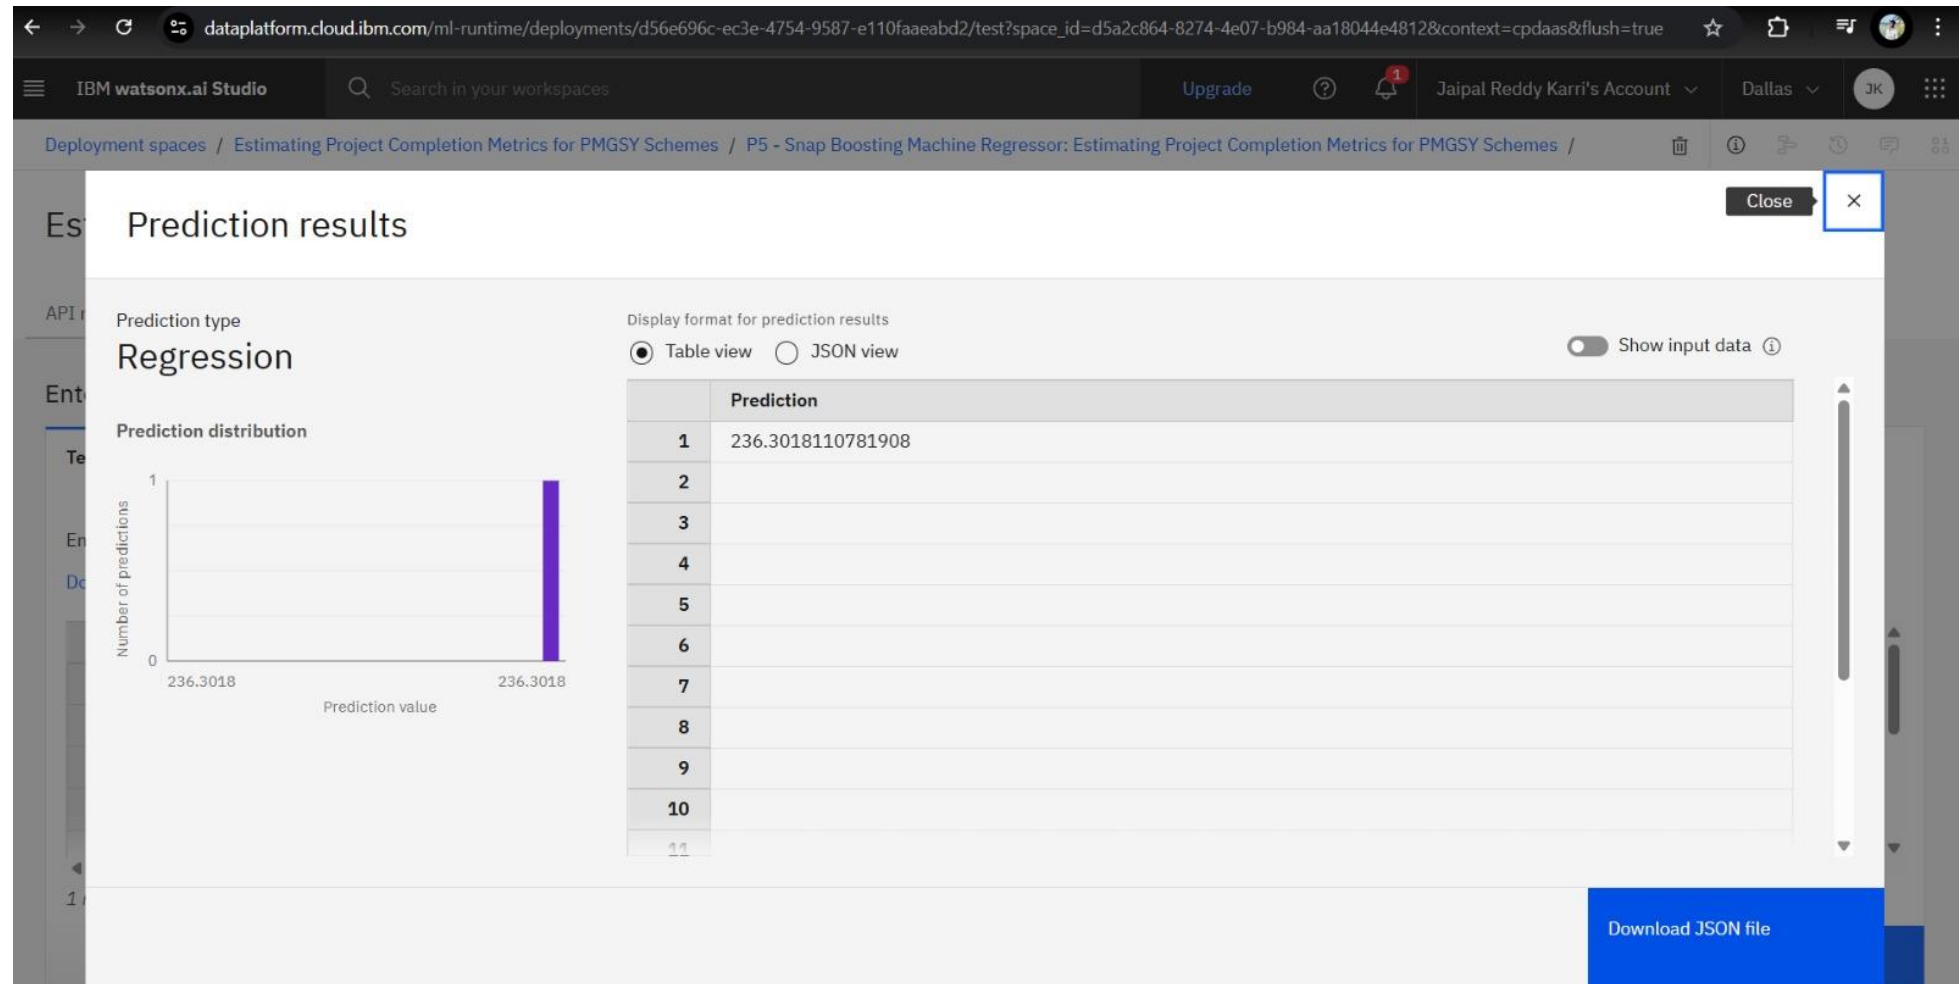 dataplatform.cloud.ibm.com/ml-runtime/deployments/d56e696c-ec3e-4754-9587-e110faaeabd2/test?space_id=d5a2c864-8274-4e07-b984-aa18044e4812&context=cpdaas&flush=true
IBM watsonx.ai Studio
Search in your workspaces
Upgrade
1
Jaipal Reddy Karri's Account
Dallas
JK
Deployment spaces / Estimating Project Completion Metrics for PMGSY Schemes / P5 - Snap Boosting Machine Regressor: Estimating Project Completion Metrics for PMGSY Schemes /
Prediction results
Close
Prediction type
Regression
Prediction distribution
Number of predictions
1
0
236.3018 236.3018
Prediction value
Display format for prediction results
Table view JSON view
Show input data
Prediction
1 236.3018110781908
2
3
4
5
6
7
8
9
10
11
Download JSON file